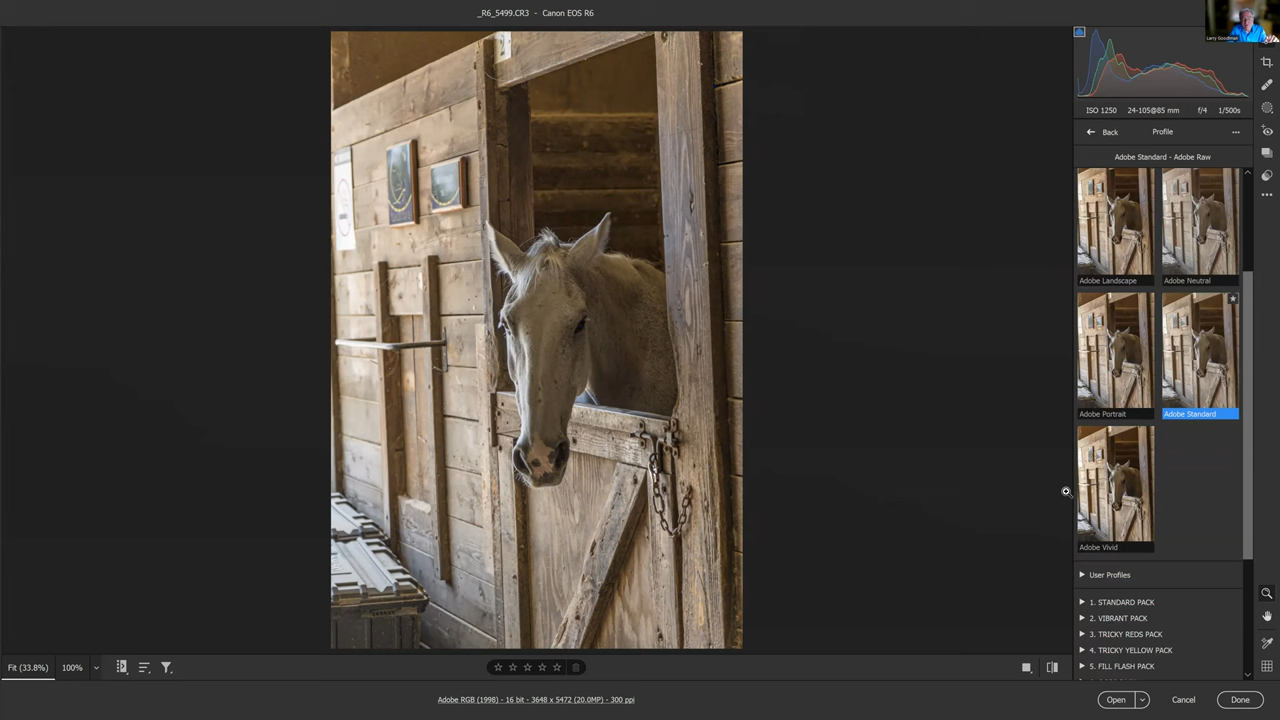 _R6_5499.CR3 - Canon EOS R6
Larry Goodman
ISO 1250 24-105@85 mm f/4 1/500s
Back Profile
Adobe Standard - Adobe Raw
Adobe Landscape Adobe Neutral
Adobe Portrait Adobe Standard
Adobe Vivid
User Profiles
1. STANDARD PACK
2. VIBRANT PACK
3. TRICKY REDS PACK
4. TRICKY YELLOW PACK
5. FILL FLASH PACK
Fit (33.8%) 100%
Adobe RGB (1998) - 16 bit - 3648 x 5472 (20.0MP) - 300 ppi
Open Cancel Done